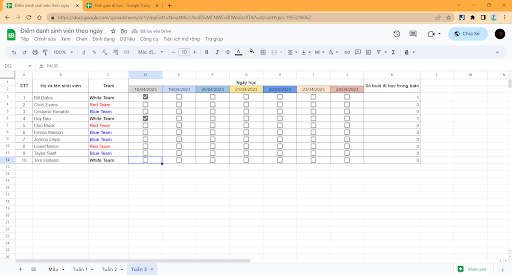 Điểm danh sinh viên theo ngày
Thời gian đi học - Google Trang
https://docs.google.com/spreadsheets/d/
Điểm danh sinh viên theo ngày
Đã lưu vào Drive
Tệp Chỉnh sửa Xem Chèn Định dạng Dữ liệu Công cụ Tiện ích mở rộng Trợ giúp
Chia Sẻ
100% 123 Mặc đị... 10
D12 FALSE
A B C D E F G H I J K L M N
STT Họ và tên sinh viên Team Ngày học Số buổi đi học trong tuần
18/04/2023 19/04/2023 20/04/2023 21/04/2023 22/04/2023 23/04/2023 24/04/2023
1 Bill Gates White Team 1
2 Chris Evans Red Team 0
3 Cristiano Ronaldo Blue Team 0
4 Guy Bao White Team 1
5 Elon Musk Red Team 0
6 Emma Watson Blue Team 0
7 Johnny Depp Blue Team 0
8 Lionel Messi Red Team 0
9 Taylor Swift Blue Team 0
10 Tom Holland White Team 0
Mẫu Tuần 1 Tuần 2 Tuần 3
Khám phá